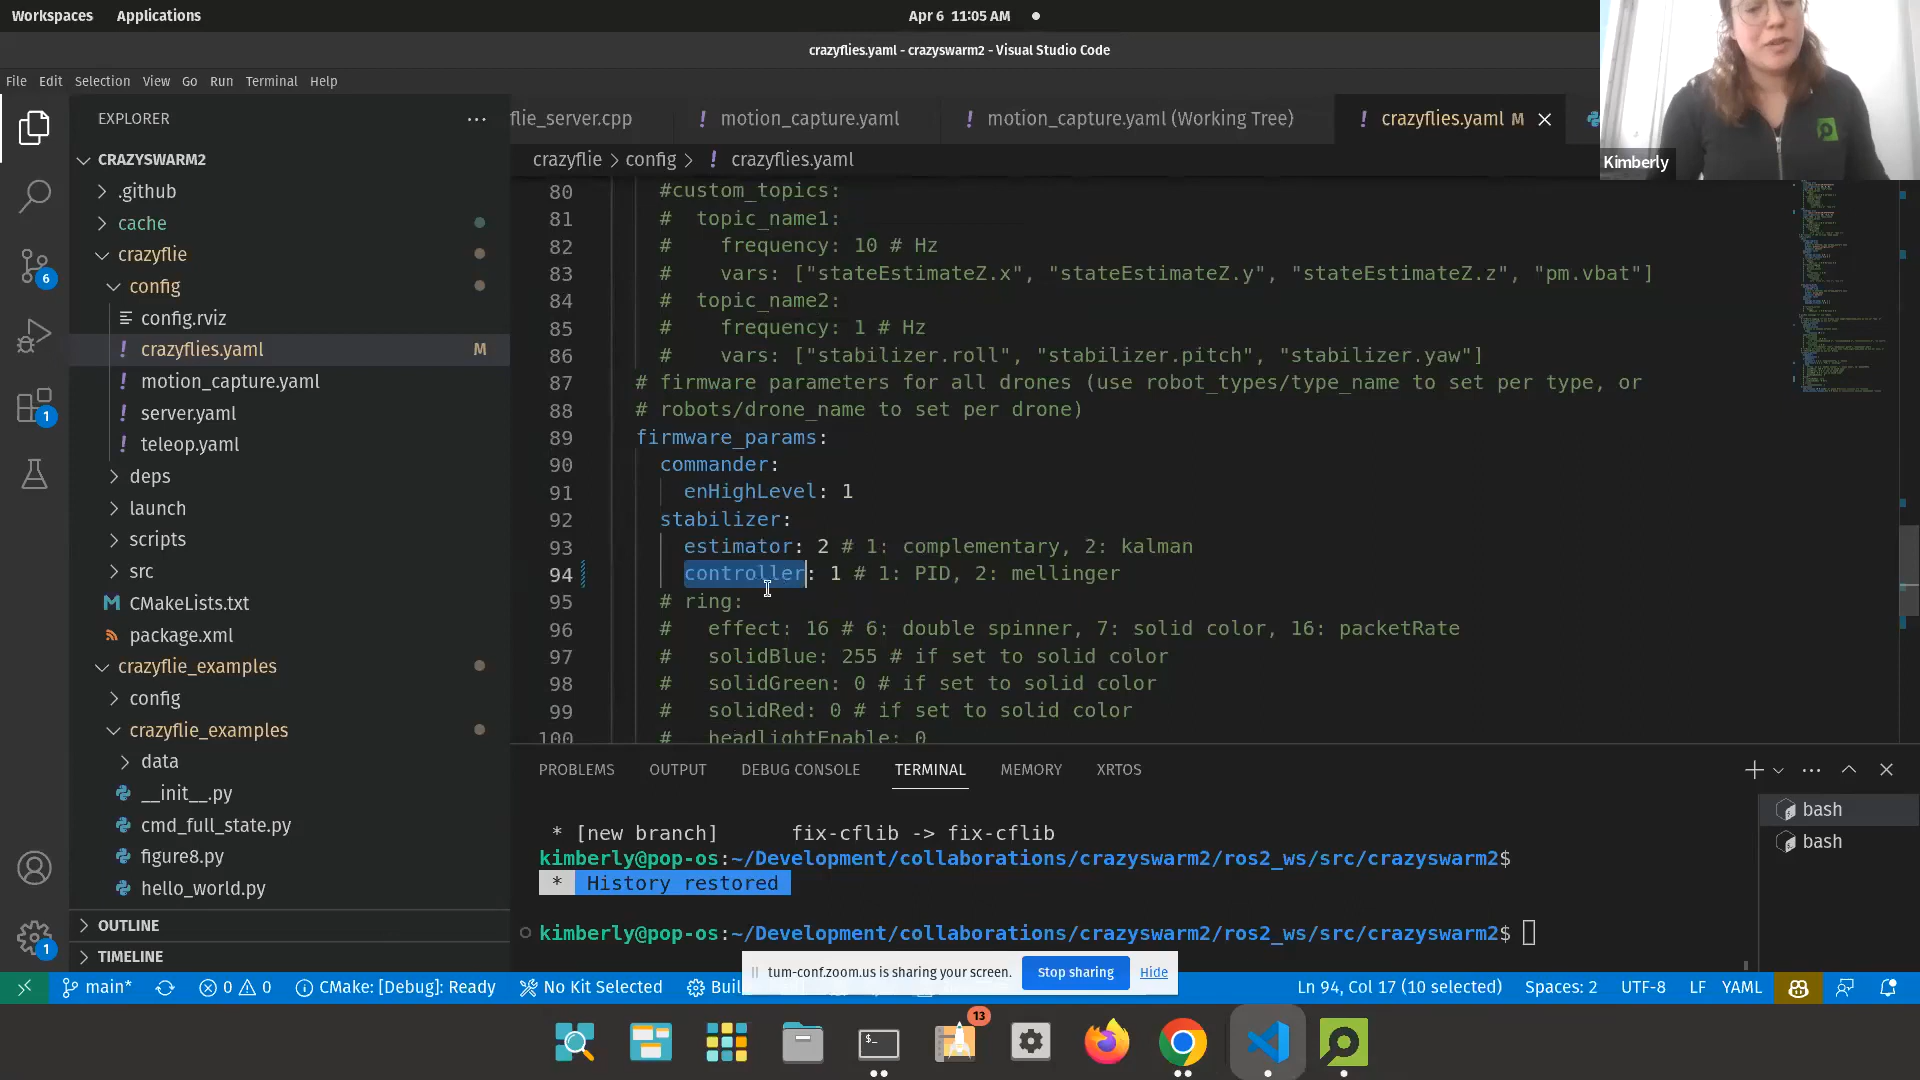 Workspaces Applications Apr 6 11:05 AM
crazyflies.yaml - crazyswarm2 - Visual Studio Code
File Edit Selection View Go Run Terminal Help
Kimberly
EXPLORER
CRAZYSWARM2
.github
cache
crazyflie
config
config.rviz
crazyflies.yaml M
motion_capture.yaml
server.yaml
teleop.yaml
deps
launch
scripts
src
CMakeLists.txt
package.xml
crazyflie_examples
config
crazyflie_examples
data
__init__.py
cmd_full_state.py
figure8.py
hello_world.py
OUTLINE
TIMELINE
6
1
1
flie_server.cpp motion_capture.yaml motion_capture.yaml (Working Tree) crazyflies.yaml M
crazyflie > config > crazyflies.yaml
80 #custom_topics:
81 # topic_name1:
82 # frequency: 10 # Hz
83 # vars: ["stateEstimateZ.x", "stateEstimateZ.y", "stateEstimateZ.z", "pm.vbat"]
84 # topic_name2:
85 # frequency: 1 # Hz
86 # vars: ["stabilizer.roll", "stabilizer.pitch", "stabilizer.yaw"]
87 # firmware parameters for all drones (use robot_types/type_name to set per type, or
88 # robots/drone_name to set per drone)
89 firmware_params:
90 commander:
91 enHighLevel: 1
92 stabilizer:
93 estimator: 2 # 1: complementary, 2: kalman
94 controller: 1 # 1: PID, 2: mellinger
95 # ring:
96 # effect: 16 # 6: double spinner, 7: solid color, 16: packetRate
97 # solidBlue: 255 # if set to solid color
98 # solidGreen: 0 # if set to solid color
99 # solidRed: 0 # if set to solid color
100 # headlightEnable: 0
PROBLEMS OUTPUT DEBUG CONSOLE TERMINAL MEMORY XRTOS
* [new branch] fix-cflib -> fix-cflib
kimberly@pop-os:~/Development/collaborations/crazyswarm2/ros2_ws/src/crazyswarm2$
* History restored
kimberly@pop-os:~/Development/collaborations/crazyswarm2/ros2_ws/src/crazyswarm2$
bash
bash
tum-conf.zoom.us is sharing your screen. Stop sharing Hide
main* 0 0 CMake: [Debug]: Ready No Kit Selected Buil Ln 94, Col 17 (10 selected) Spaces: 2 UTF-8 LF YAML
13